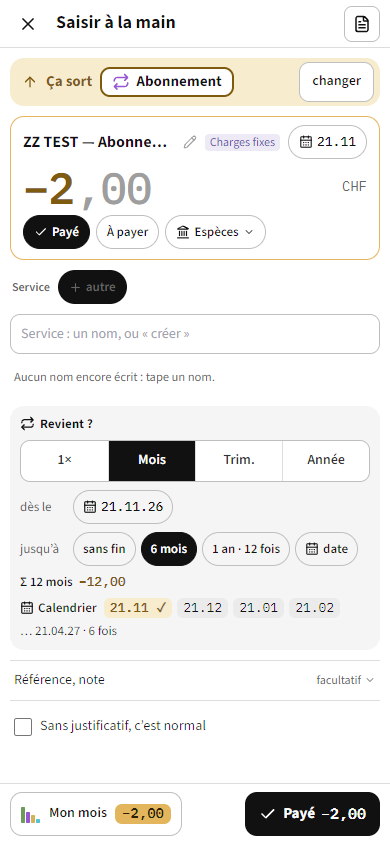 Saisir à la main
Ça sort Abonnement changer
ZZ TEST — Abonne… Charges fixes 21.11
−2,00 CHF
Payé À payer Espèces
Service + autre
Service : un nom, ou « créer »
Aucun nom encore écrit : tape un nom.
Revient ?
1× Mois Trim. Année
dès le 21.11.26
jusqu'à sans fin 6 mois 1 an · 12 fois date
Σ 12 mois −12,00
Calendrier 21.11 ✓ 21.12 21.01 21.02
… 21.04.27 · 6 fois
Référence, note facultatif
Sans justificatif, c'est normal
Mon mois −2,00 Payé −2,00